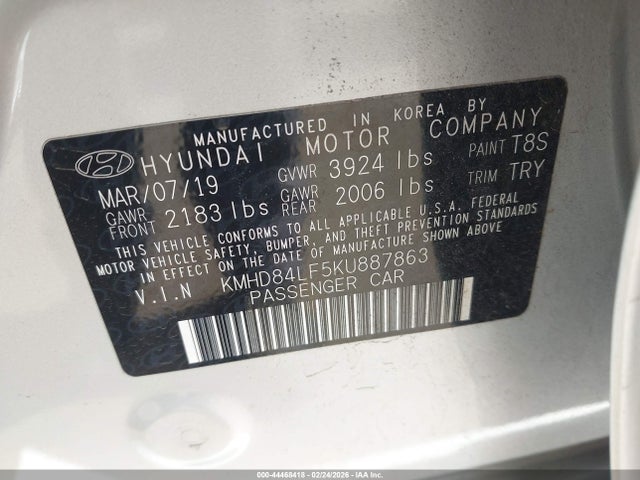 MANUFACTURED IN KOREA BY
HYUNDAI MOTOR COMPANY
MAR/07/19 GVWR 3924 lbs PAINT T8S
GAWR FRONT 2183 lbs GAWR REAR 2006 lbs TRIM TRY
THIS VEHICLE CONFORMS TO ALL APPLICABLE U.S.A. FEDERAL
MOTOR VEHICLE SAFETY, BUMPER, AND THEFT PREVENTION STANDARDS
IN EFFECT ON THE DATE OF MANUFACTURE SHOWN ABOVE.
V.I.N KMHD84LF5KU887863
PASSENGER CAR
000-44468418 - 02/24/2026 - IAA Inc.